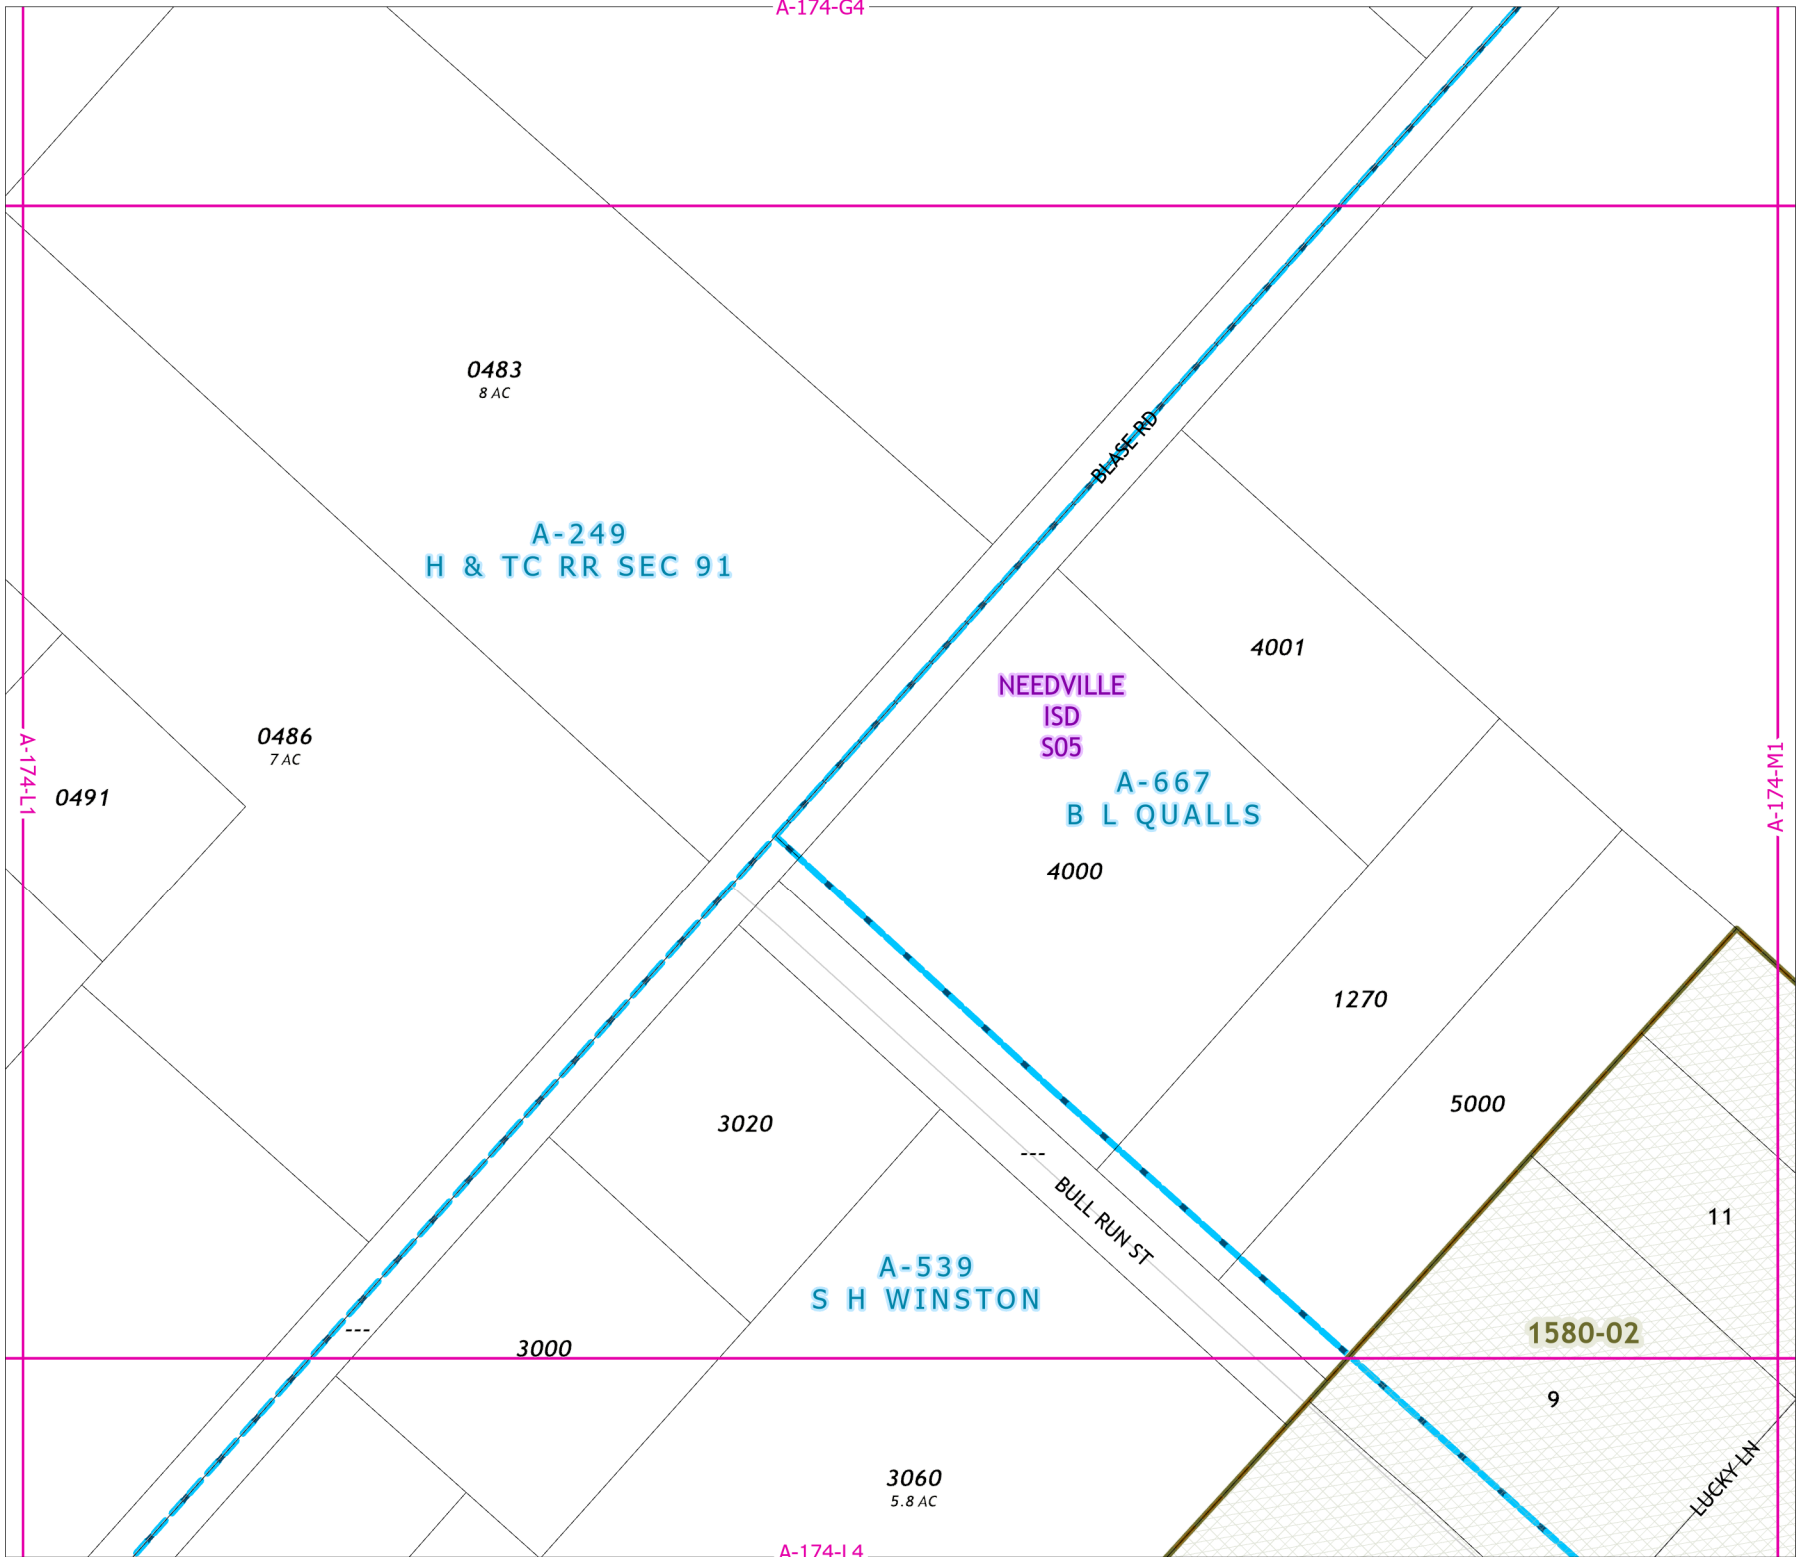 A-174-G4
0483
8 AC
BLASE RD
A-249
H & TC RR SEC 91
4001
NEEDVILLE
ISD
S05
A-174-L1
0486
7 AC
0491
A-667
B L QUALLS
A-174-M1
4000
1270
5000
3020
---
BULL RUN ST
11
A-539
S H WINSTON
---
3000
1580-02
9
3060
5.8 AC
LUCKY LN
A-174-L4